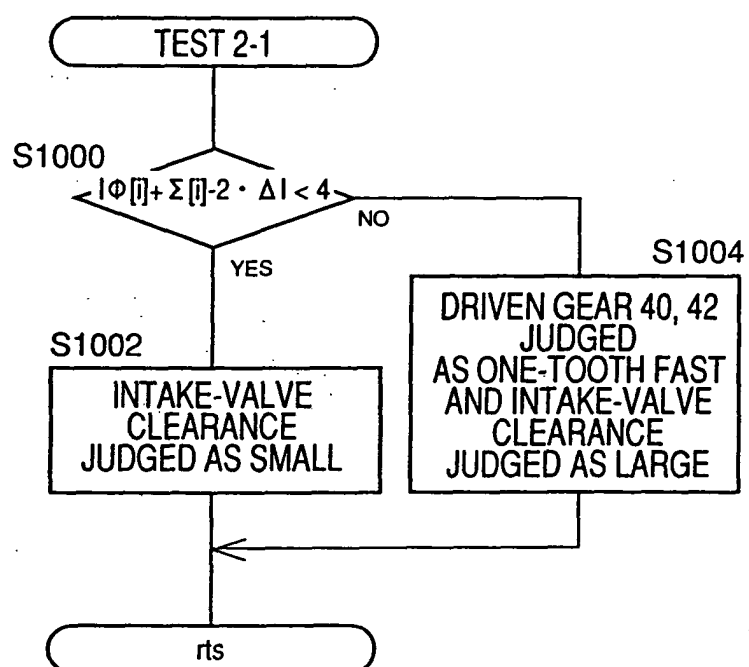 TEST 2-1
S1000
|Φ[i]+Σ[i]-2・Δ|<4
NO
YES
S1004
DRIVEN GEAR 40, 42
JUDGED
AS ONE-TOOTH FAST
AND INTAKE-VALVE
CLEARANCE
JUDGED AS LARGE
S1002
INTAKE-VALVE
CLEARANCE
JUDGED AS SMALL
rts